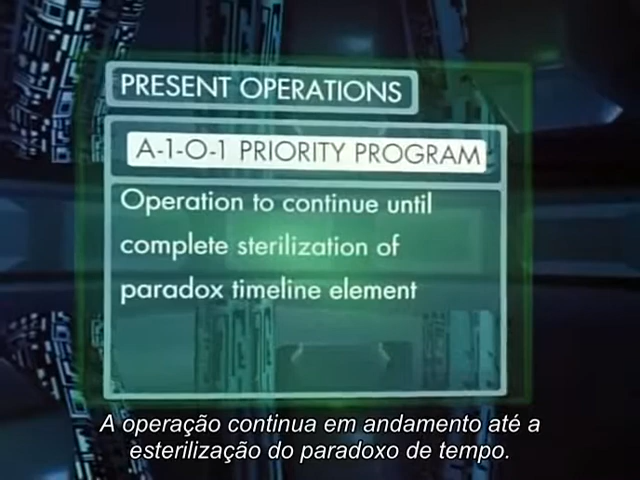 PRESENT OPERATIONS
A-1-O-1 PRIORITY PROGRAM
Operation to continue until
complete sterilization of
paradox timeline element
A operação continua em andamento até a
esterilização do paradoxo de tempo.